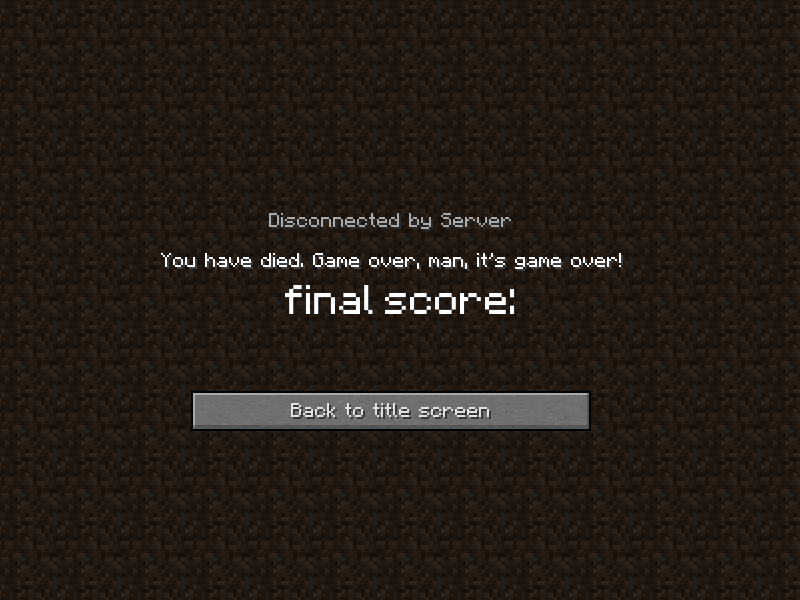 Disconnected by Server
You have died. Game over, man, it's game over!
final score:
Back to title screen